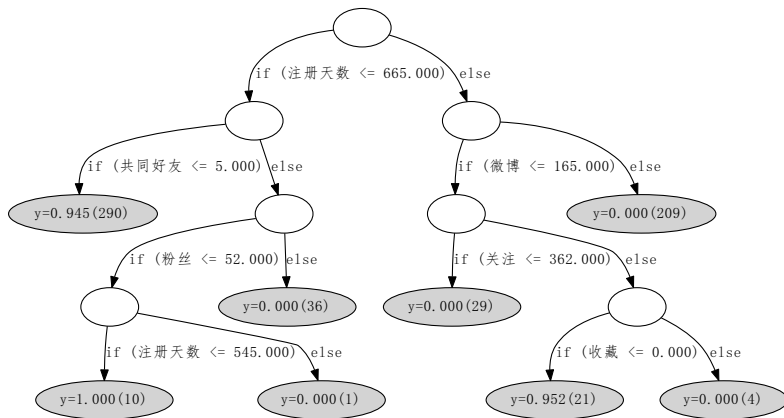 if (注册天数 <= 665.000) else
if (共同好友 <= 5.000) else
if (微博 <= 165.000) else
y=0.945(290)
y=0.000(209)
if (粉丝 <= 52.000) else
if (关注 <= 362.000) else
y=0.000(36)
y=0.000(29)
if (注册天数 <= 545.000) else
if (收藏 <= 0.000) else
y=1.000(10)
y=0.000(1)
y=0.952(21)
y=0.000(4)